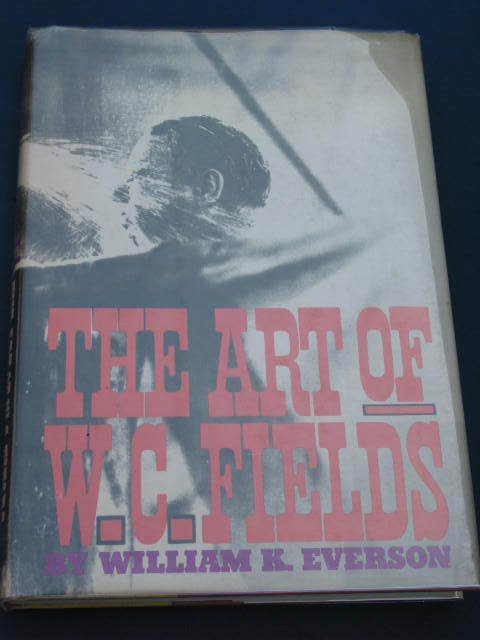 THE ART OF
W.C. FIELDS
BY WILLIAM K. EVERSON